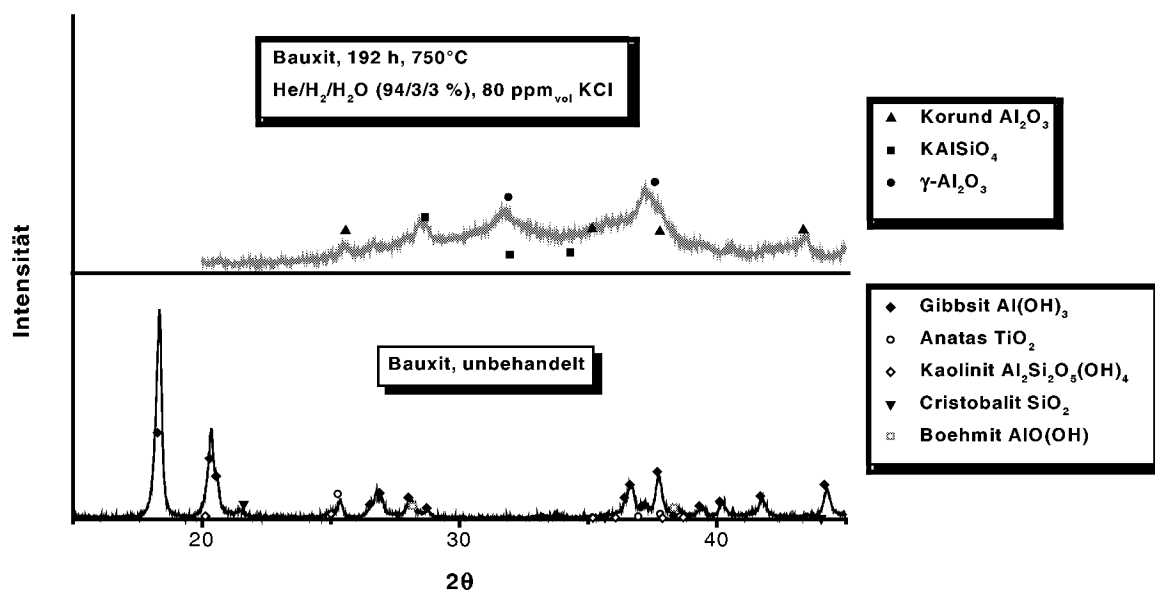 Bauxit, 192 h, 750°C
He/H₂/H₂O (94/3/3 %), 80 ppm_vol KCl
Korund Al₂O₃
KAlSiO₄
γ-Al₂O₃
Intensität
Bauxit, unbehandelt
Gibbsit Al(OH)₃
Anatas TiO₂
Kaolinit Al₂Si₂O₅(OH)₄
Cristobalit SiO₂
Boehmit AlO(OH)
20 30 40
2θ